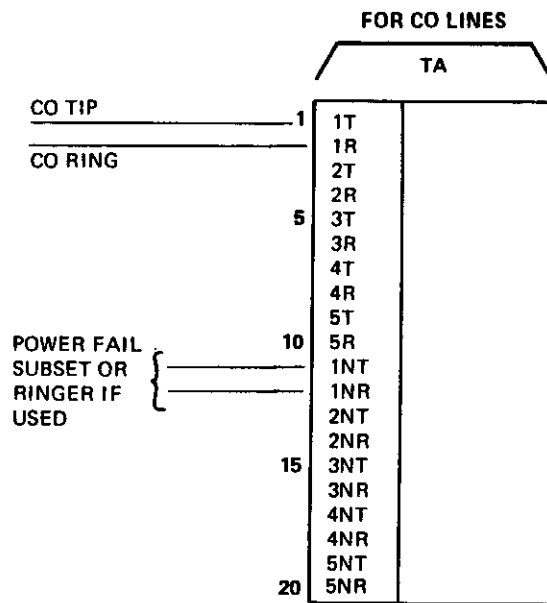 FOR CO LINES
TA
CO TIP
CO RING
1 1T
1R
2T
2R
5 3T
3R
4T
4R
5T
10 5R
POWER FAIL
SUBSET OR
RINGER IF
USED
1NT
1NR
2NT
2NR
15 3NT
3NR
4NT
4NR
5NT
20 5NR